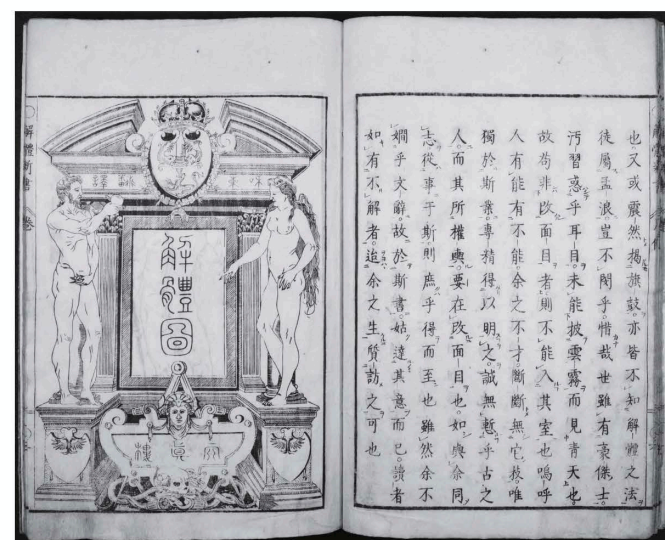 也又或震然揭旗鼓。亦皆不知解體之法
徒屬孟浪豈不閔乎。惜哉世雖有豪傑士。
汚習惑乎耳目。未能披雲霧而見青天也。
故苟非改面目者則不能入其室也嗚呼
人有能有不能。余之不才斷斷無它技。唯
獨於斯業。專精得以明之。誠無慙乎古之
人。而其所權輿。要在改面目也。如與余同
志從事于斯則庶乎得而至也雖然余不
嫺乎文辭。故於斯書。姑達其意而已。讀者
如有不解者。迨余之生。質訪之可也
解體圖
天眞樓
解體新書 卷